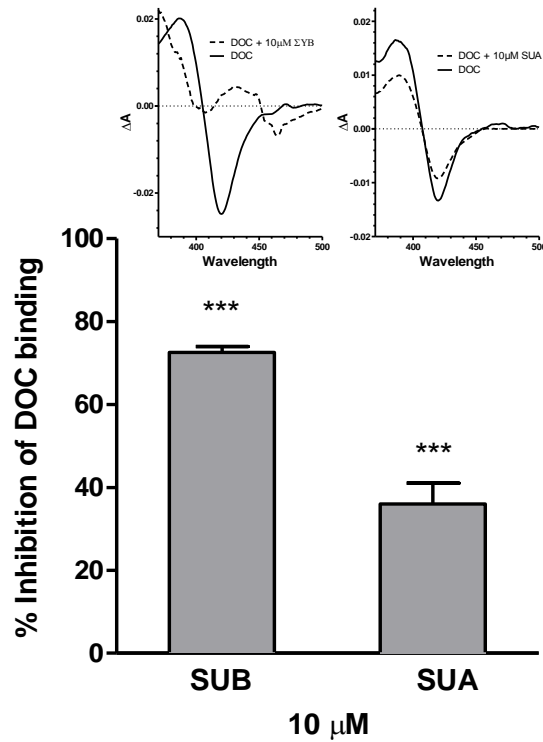 0.02
0.00
-0.02
ΔA
DOC + 10μM ΣYB
DOC
400
450
500
Wavelength
0.02
0.01
0.00
-0.01
-0.02
ΔA
DOC + 10μM SUA
DOC
400
450
500
Wavelength
100
80
60
40
20
0
% Inhibition of DOC binding
***
***
SUB
SUA
10 μM